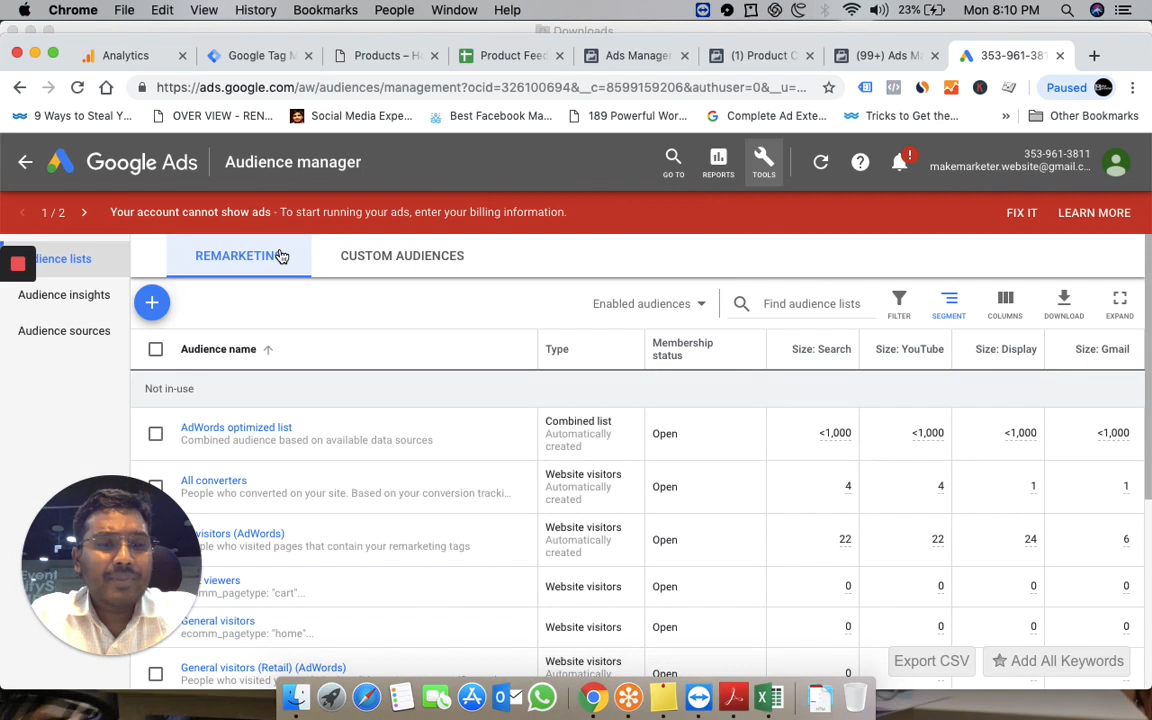 Chrome File Edit View History Bookmarks People Window Help 23% Mon 8:10 PM
Downloads
Analytics Google Tag M Products – H Product Feed Ads Manager (1) Product C (99+) Ads Ma 353-961-381
https://ads.google.com/aw/audiences/management?ocid=326100694&__c=8599159206&authuser=0&__u=... Paused
9 Ways to Steal Y... OVER VIEW - REN... Social Media Expe... Best Facebook Ma... 189 Powerful Wor... Complete Ad Exte... Tricks to Get the... » Other Bookmarks
Google Ads Audience manager GO TO REPORTS TOOLS 353-961-3811
makemarketer.website@gmail.c...
1 / 2 Your account cannot show ads - To start running your ads, enter your billing information. FIX IT LEARN MORE
dience lists REMARKETING CUSTOM AUDIENCES
Audience insights
Audience sources
Enabled audiences Find audience lists FILTER SEGMENT COLUMNS DOWNLOAD EXPAND
Audience name Type Membership status Size: Search Size: YouTube Size: Display Size: Gmail
Not in-use
AdWords optimized list
Combined audience based on available data sources
Combined list
Automatically
created
Open <1,000 <1,000 <1,000 <1,000
All converters
People who converted on your site. Based on your conversion tracki...
Website visitors
Automatically
created
Open 4 4 1 1
visitors (AdWords)
ple who visited pages that contain your remarketing tags
Website visitors
Automatically
created
Open 22 22 24 6
viewers
mm_pagetype: "cart"...
Website visitors Open 0 0 0 0
General visitors
ecomm_pagetype: "home"...
Website visitors Open 0 0 0 0
General visitors (Retail) (AdWords)
Website visitors
Automatically
Open 0
Export CSV Add All Keywords